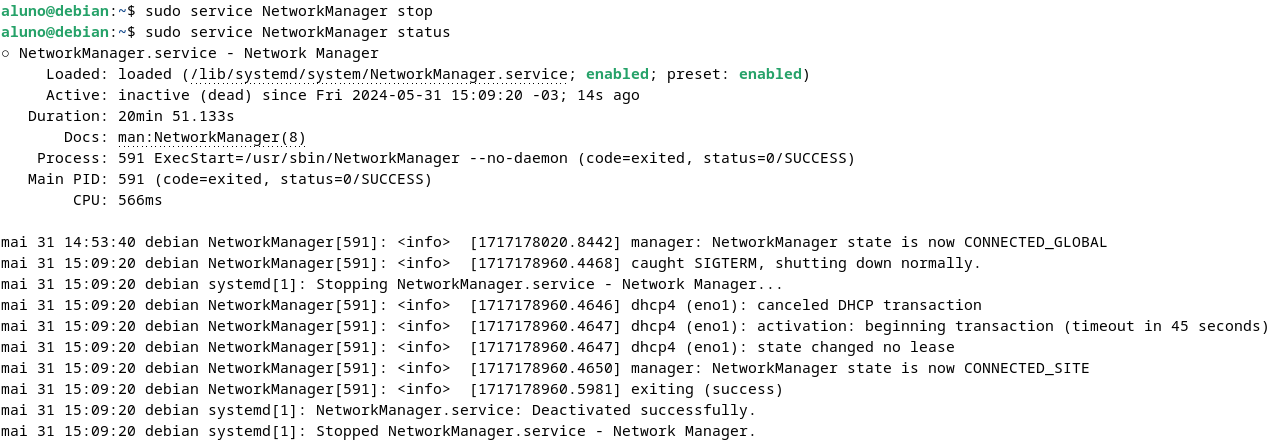 aluno@debian:~$ sudo service NetworkManager stop
aluno@debian:~$ sudo service NetworkManager status
○ NetworkManager.service - Network Manager
     Loaded: loaded (/lib/systemd/system/NetworkManager.service; enabled; preset: enabled)
     Active: inactive (dead) since Fri 2024-05-31 15:09:20 -03; 14s ago
   Duration: 20min 51.133s
       Docs: man:NetworkManager(8)
    Process: 591 ExecStart=/usr/sbin/NetworkManager --no-daemon (code=exited, status=0/SUCCESS)
   Main PID: 591 (code=exited, status=0/SUCCESS)
        CPU: 566ms

mai 31 14:53:40 debian NetworkManager[591]: <info>  [1717178020.8442] manager: NetworkManager state is now CONNECTED_GLOBAL
mai 31 15:09:20 debian NetworkManager[591]: <info>  [1717178960.4468] caught SIGTERM, shutting down normally.
mai 31 15:09:20 debian systemd[1]: Stopping NetworkManager.service - Network Manager...
mai 31 15:09:20 debian NetworkManager[591]: <info>  [1717178960.4646] dhcp4 (eno1): canceled DHCP transaction
mai 31 15:09:20 debian NetworkManager[591]: <info>  [1717178960.4647] dhcp4 (eno1): activation: beginning transaction (timeout in 45 seconds)
mai 31 15:09:20 debian NetworkManager[591]: <info>  [1717178960.4647] dhcp4 (eno1): state changed no lease
mai 31 15:09:20 debian NetworkManager[591]: <info>  [1717178960.4650] manager: NetworkManager state is now CONNECTED_SITE
mai 31 15:09:20 debian NetworkManager[591]: <info>  [1717178960.5981] exiting (success)
mai 31 15:09:20 debian systemd[1]: NetworkManager.service: Deactivated successfully.
mai 31 15:09:20 debian systemd[1]: Stopped NetworkManager.service - Network Manager.